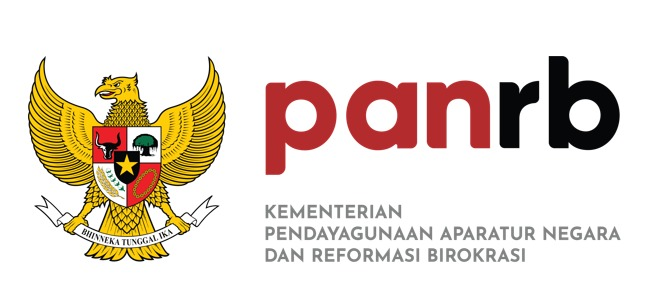 BHINNEKA TUNGGAL IKA
panrb
KEMENTERIAN
PENDAYAGUNAAN APARATUR NEGARA
DAN REFORMASI BIROKRASI